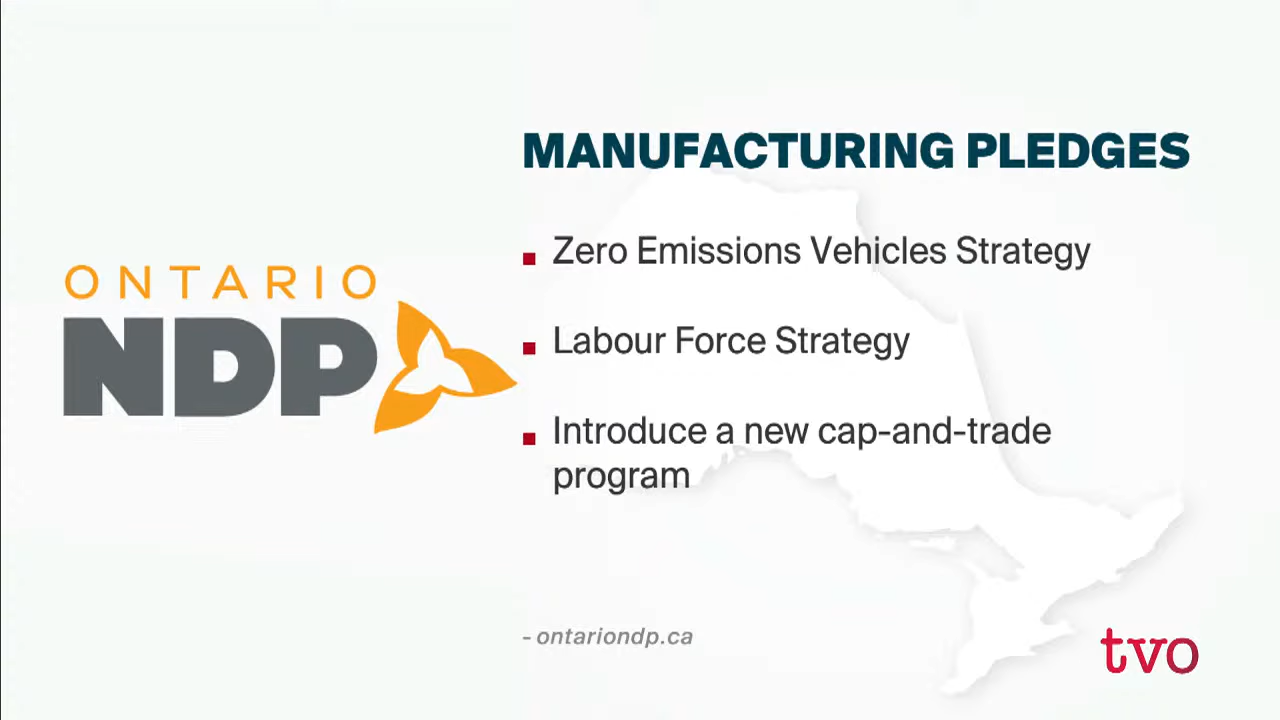 MANUFACTURING PLEDGES
Zero Emissions Vehicles Strategy
ONTARIO
NDP
Labour Force Strategy
Introduce a new cap-and-trade
program
- ontariondp.ca
tvo